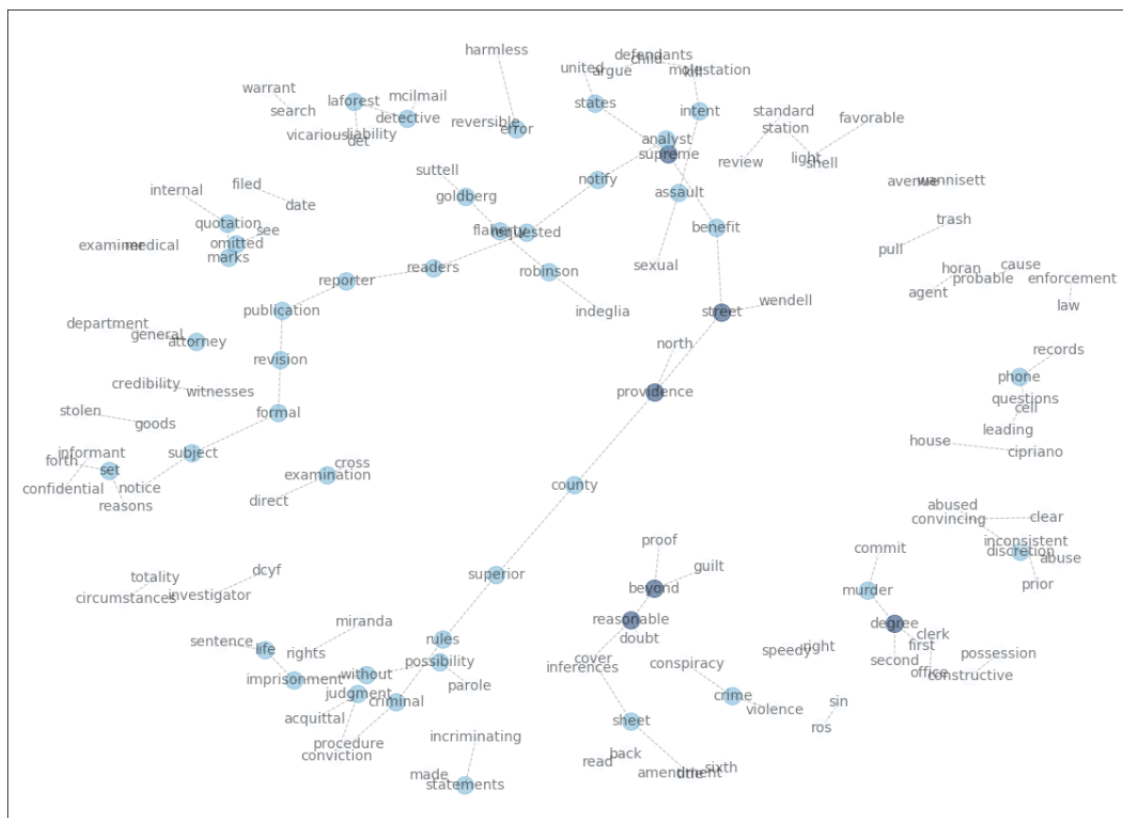 harmless
defendants
child
united
argue
molestation
kill
warrant
laforest
mcilmail
states
intent
standard
search
detective
station
favorable
vicarious
liability
det
reversible
error
analyst
supreme
review
light
shell
suttell
notify
avenue
wannisett
internal
filed
goldberg
assault
date
trash
quotation
see
flaherty
requested
benefit
examiner
medical
omitted
marks
pull
readers
robinson
sexual
horan
cause
reporter
agent
probable
enforcement
publication
indeglia
street
wendell
law
department
general
attorney
north
records
revision
phone
credibility
witnesses
providence
questions
stolen
formal
cell
goods
leading
house
informant
subject
cipriano
forth
set
cross
examination
confidential
notice
county
reasons
direct
abused
convincing
clear
proof
inconsistent
commit
discretion
abuse
guilt
totality
dcyf
superior
beyond
murder
prior
circumstances
investigator
miranda
reasonable
degree
sentence
life
rules
doubt
clerk
rights
possibility
cover
speedy
right
first
inferences
conspiracy
second
possession
imprisonment
without
parole
office
constructive
judgment
criminal
crime
acquittal
violence
sin
incriminating
sheet
ros
procedure
conviction
back
read
made
sixth
amendment
statements